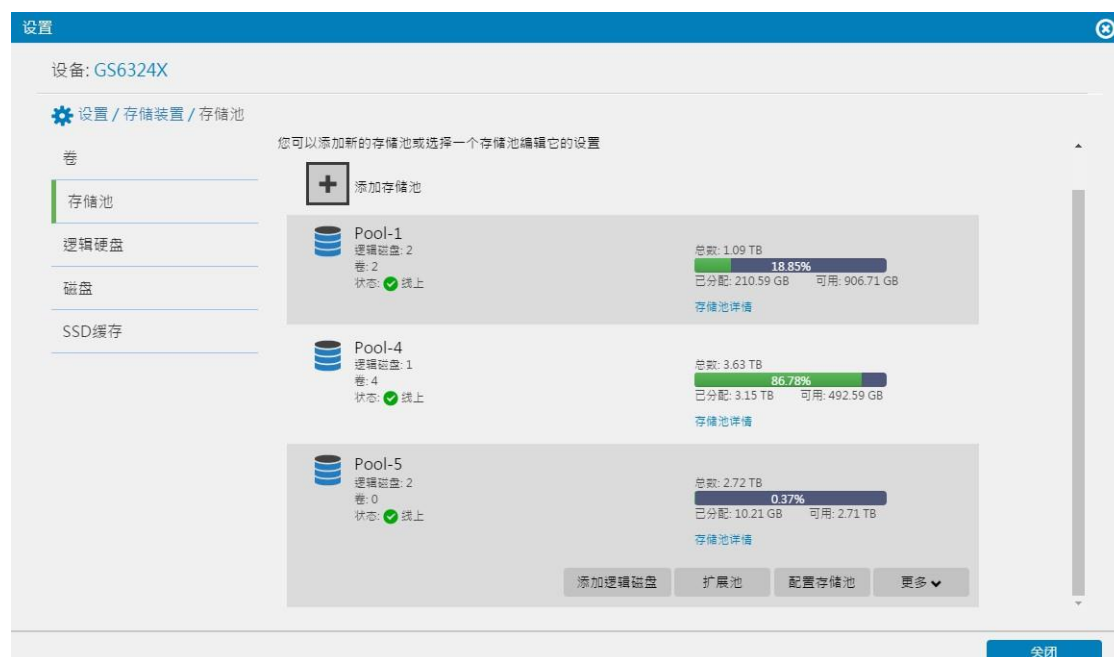 设置
设备: GS6324X
设置 / 存储装置 / 存储池
卷
存储池
逻辑硬盘
磁盘
SSD缓存
您可以添加新的存储池或选择一个存储池编辑它的设置
添加存储池
Pool-1
逻辑磁盘: 2
卷: 2
状态: 线上
总数: 1.09 TB
18.85%
已分配: 210.59 GB 可用: 906.71 GB
存储池详情
Pool-4
逻辑磁盘: 1
卷: 4
状态: 线上
总数: 3.63 TB
86.78%
已分配: 3.15 TB 可用: 492.59 GB
存储池详情
Pool-5
逻辑磁盘: 2
卷: 0
状态: 线上
总数: 2.72 TB
0.37%
已分配: 10.21 GB 可用: 2.71 TB
存储池详情
添加逻辑磁盘 扩展池 配置存储池 更多
关闭